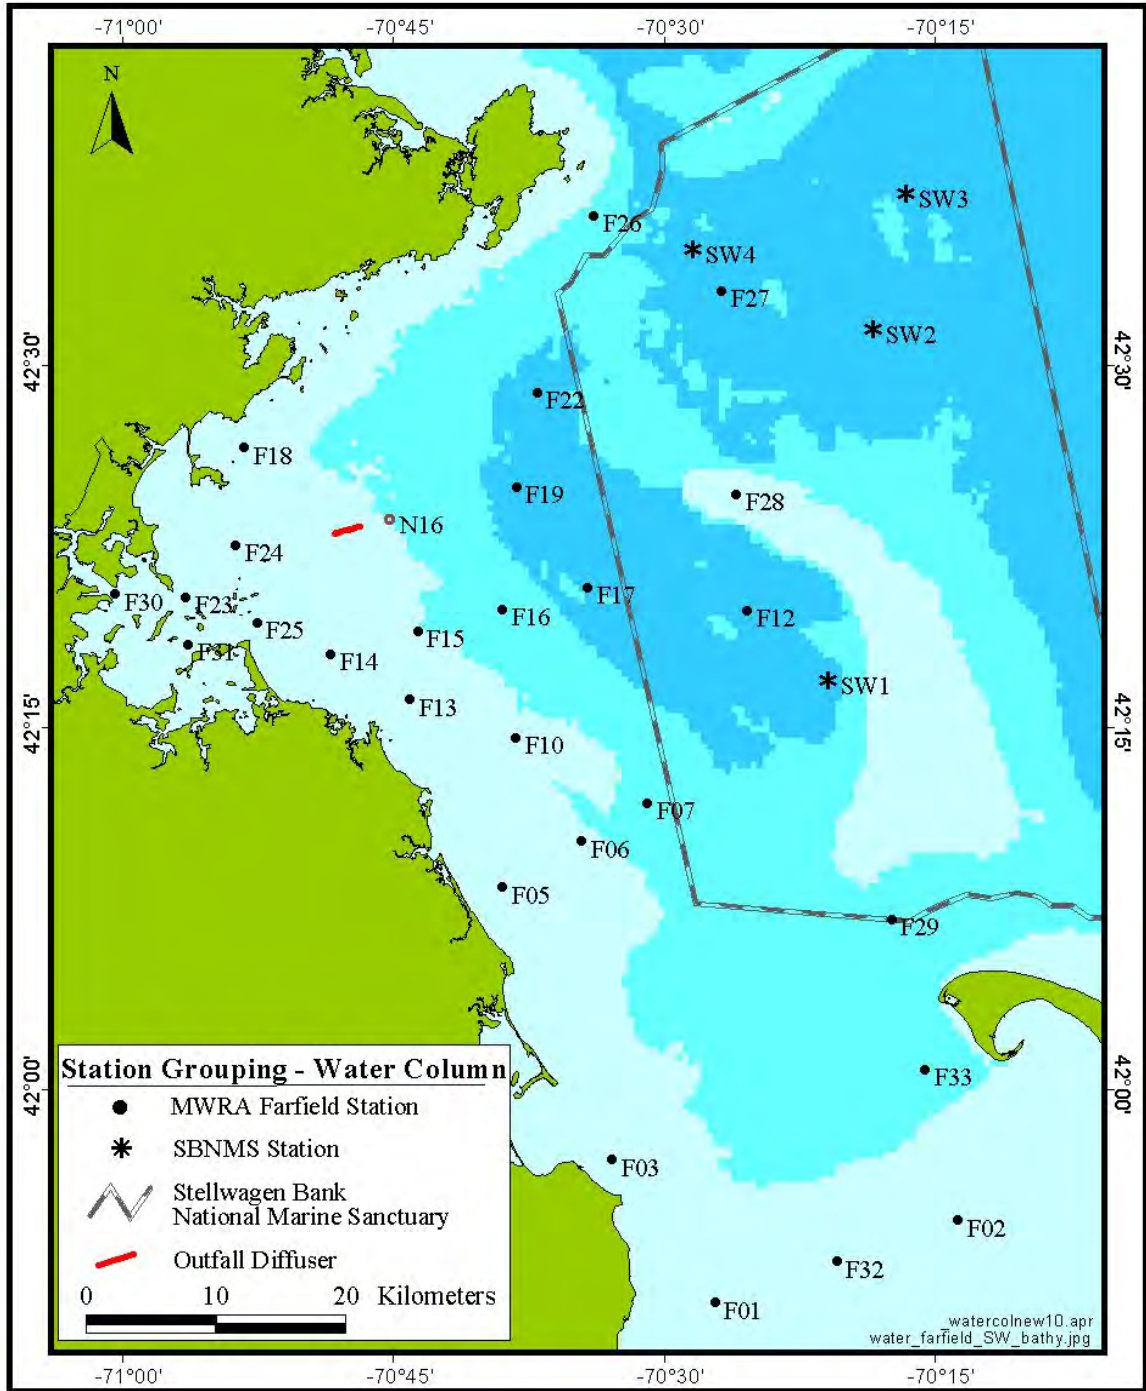 -71°00' -70°45' -70°30' -70°15'
N
SW3
F26
SW4
F27
SW2
42°30' 42°30'
F22
F18
F19
F28
N16
F24
F17
F30
F23
F16
F12
F25
F15
F31
F14
SW1
F13
42°15' 42°15'
F10
F07
F06
F05
F29
Station Grouping - Water Column
MWRA Farfield Station
SBNMS Station
Stellwagen Bank
National Marine Sanctuary
Outfall Diffuser
0 10 20 Kilometers
F33
42°00' 42°00'
F03
F02
F32
F01
_watercolnew10.apr
water_farfield_SW_bathy.jpg
-71°00' -70°45' -70°30' -70°15'